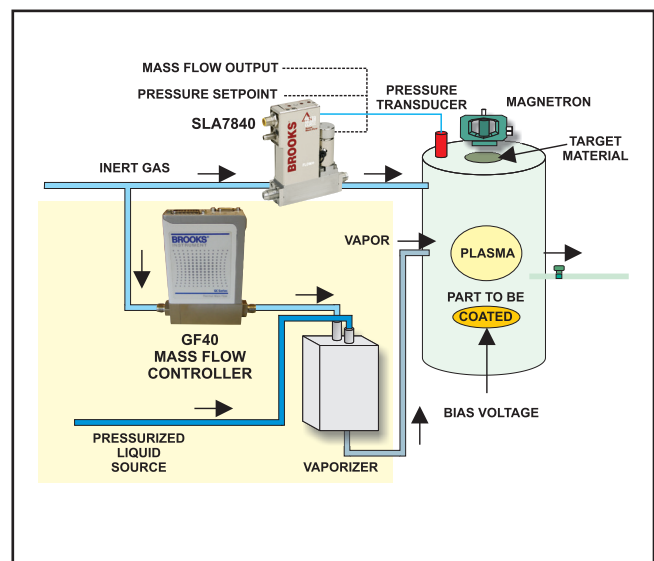 MASS FLOW OUTPUT
PRESSURE SETPOINT
SLA7840
BROOKS
PRESSURE
TRANSDUCER
MAGNETRON
TARGET
MATERIAL
INERT GAS
BROOKS
VAPOR
PLASMA
PART TO BE
COATED
GF40
MASS FLOW
CONTROLLER
BIAS VOLTAGE
PRESSURIZED
LIQUID
SOURCE
VAPORIZER